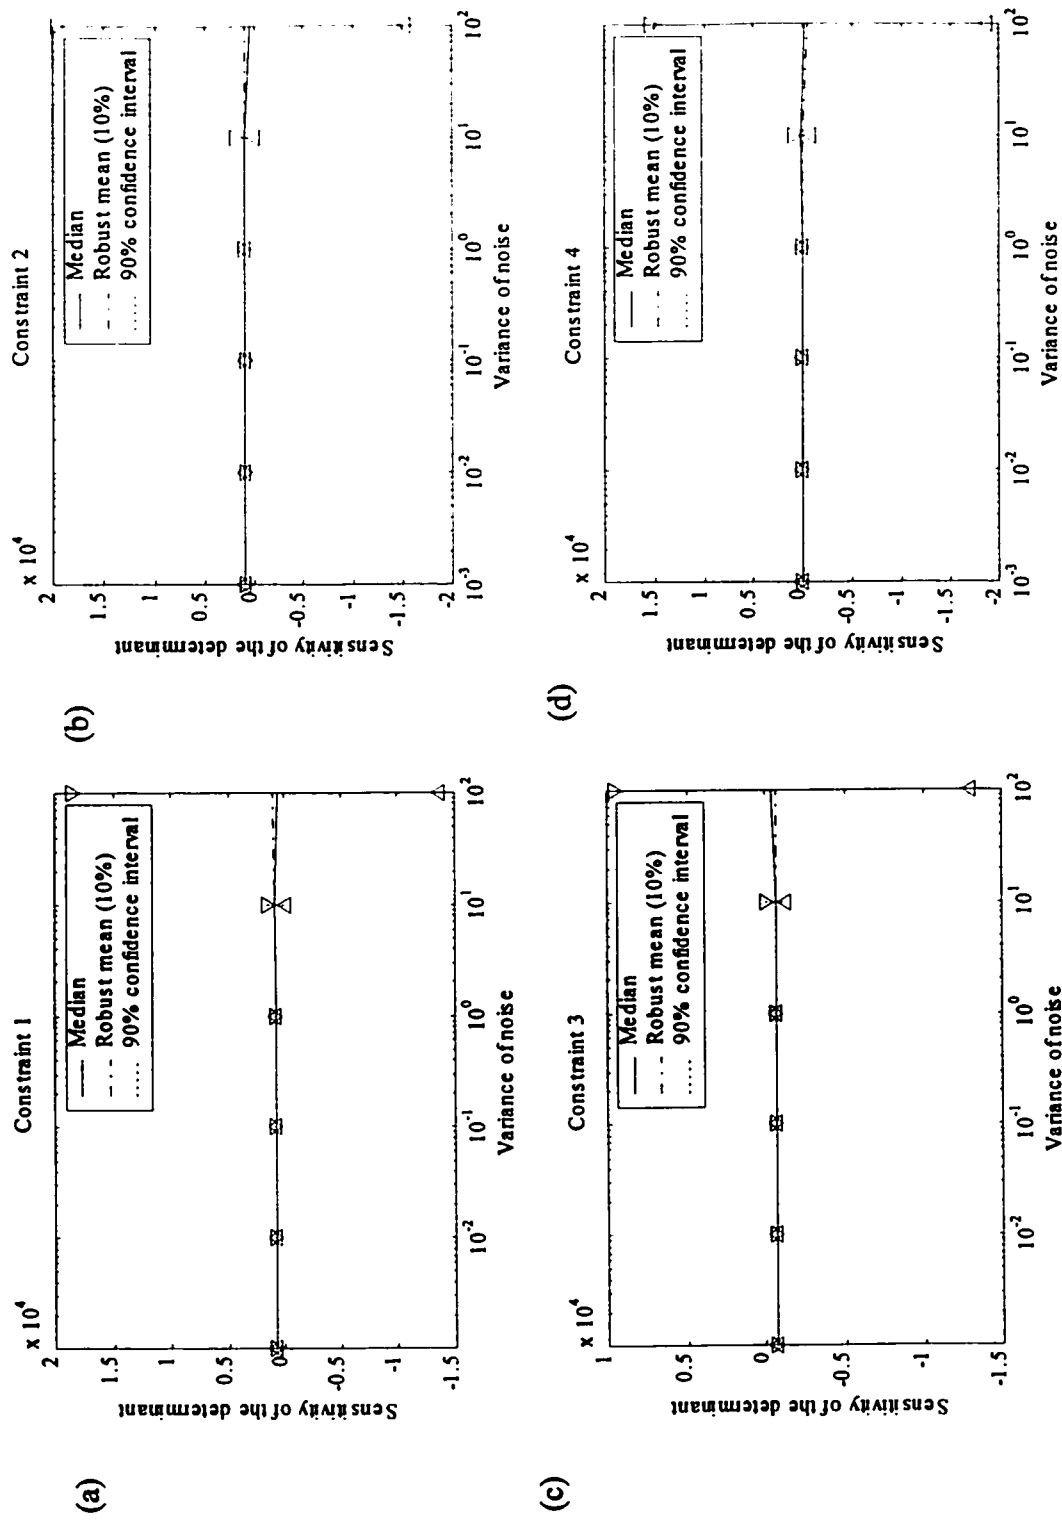 (a)
Constraint 1
x 10^4
Sensitivity of the determinant
2
1.5
1
0.5
0
-0.5
-1
-1.5
Median
Robust mean (10%)
90% confidence interval
10^-2
10^-1
10^0
10^1
10^2
Variance of noise
(b)
Constraint 2
x 10^4
Sensitivity of the determinant
2
1.5
1
0.5
0
-0.5
-1
-1.5
-2
Median
Robust mean (10%)
90% confidence interval
10^-3
10^-2
10^-1
10^0
10^1
10^2
Variance of noise
(c)
Constraint 3
x 10^4
Sensitivity of the determinant
1
0.5
0
-0.5
-1
-1.5
Median
Robust mean (10%)
90% confidence interval
10^-2
10^-1
10^0
10^1
10^2
Variance of noise
(d)
Constraint 4
x 10^4
Sensitivity of the determinant
2
1.5
1
0.5
0
-0.5
-1
-1.5
-2
Median
Robust mean (10%)
90% confidence interval
10^-3
10^-2
10^-1
10^0
10^1
10^2
Variance of noise